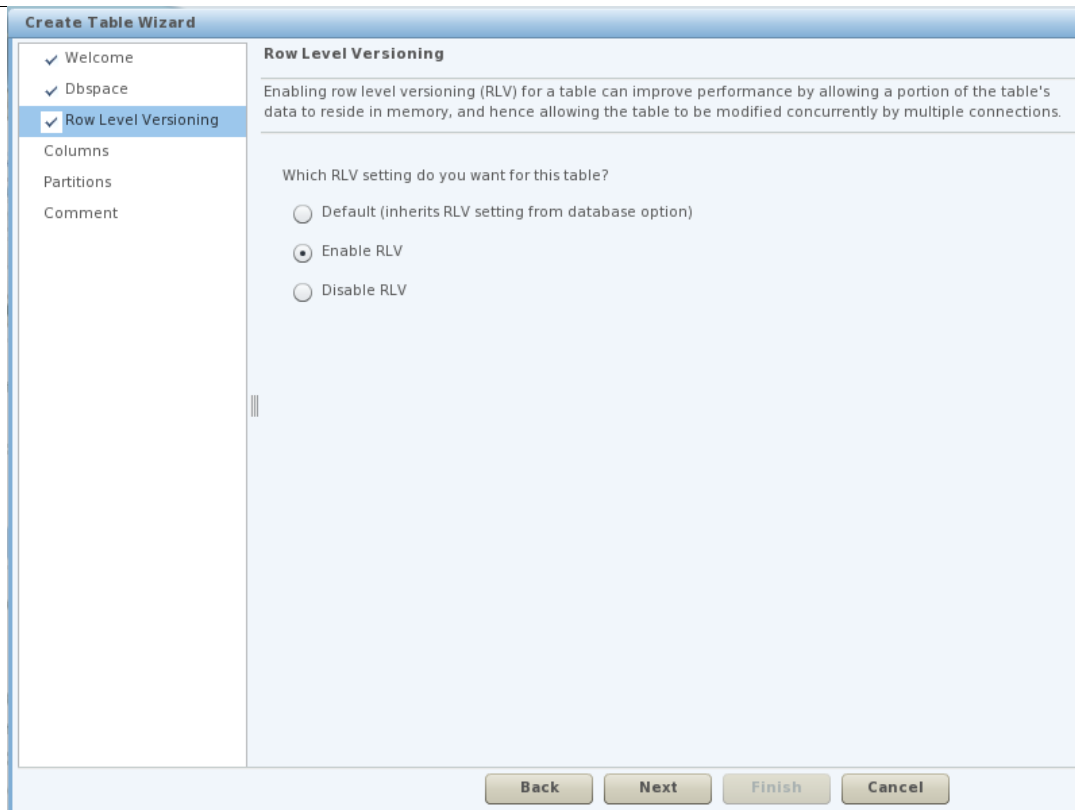 Create Table Wizard
Welcome
Dbspace
Row Level Versioning
Columns
Partitions
Comment
Row Level Versioning
Enabling row level versioning (RLV) for a table can improve performance by allowing a portion of the table's
data to reside in memory, and hence allowing the table to be modified concurrently by multiple connections.
Which RLV setting do you want for this table?
Default (inherits RLV setting from database option)
Enable RLV
Disable RLV
Back
Next
Finish
Cancel